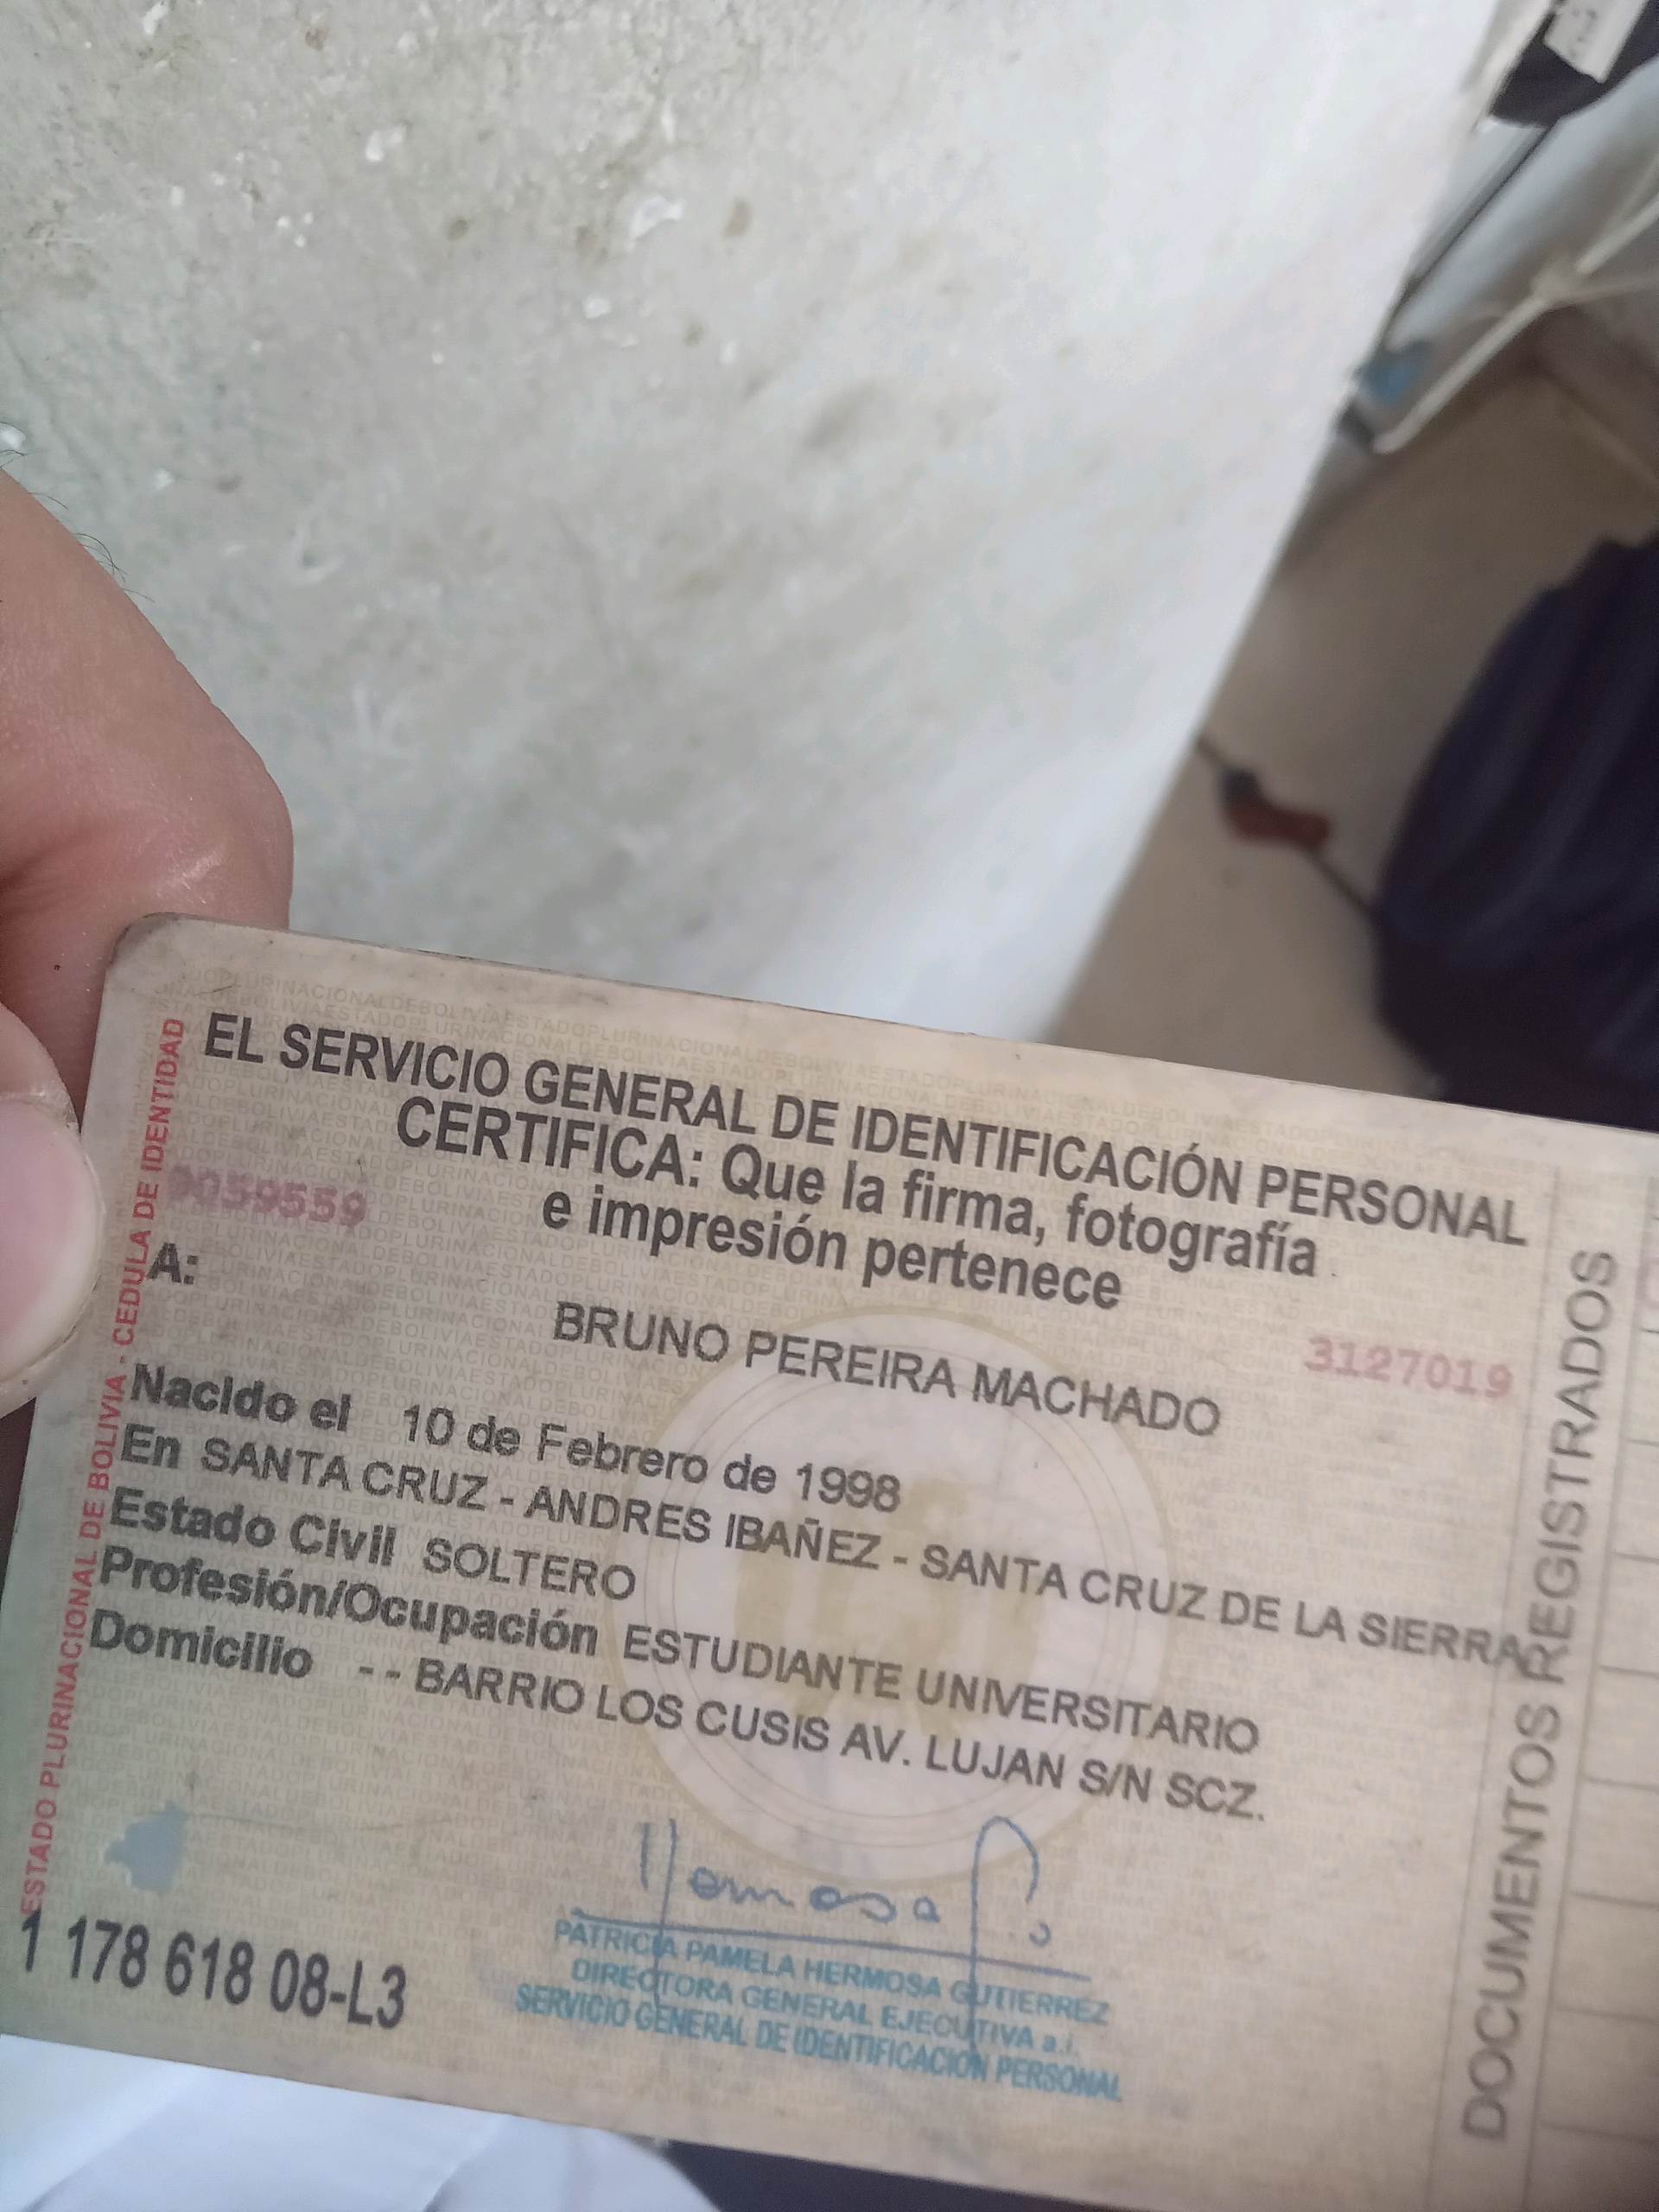 EL SERVICIO GENERAL DE IDENTIFICACIÓN PERSONAL
CERTIFICA: Que la firma, fotografía
e impresión pertenece
9059559
A:
BRUNO PEREIRA MACHADO
3127019
Nacido el 10 de Febrero de 1998
En SANTA CRUZ - ANDRES IBAÑEZ - SANTA CRUZ DE LA SIERRA
Estado Civil SOLTERO
Profesión/Ocupación ESTUDIANTE UNIVERSITARIO
Domicilio - - BARRIO LOS CUSIS AV. LUJAN S/N SCZ.
Hermosa P.
PATRICIA PAMELA HERMOSA GUTIERREZ
DIRECTORA GENERAL EJECUTIVA a.i.
SERVICIO GENERAL DE IDENTIFICACIÓN PERSONAL
1 178 618 08-L3
ESTADO PLURINACIONAL DE BOLIVIA - CEDULA DE IDENTIDAD
DOCUMENTOS REGISTRADOS